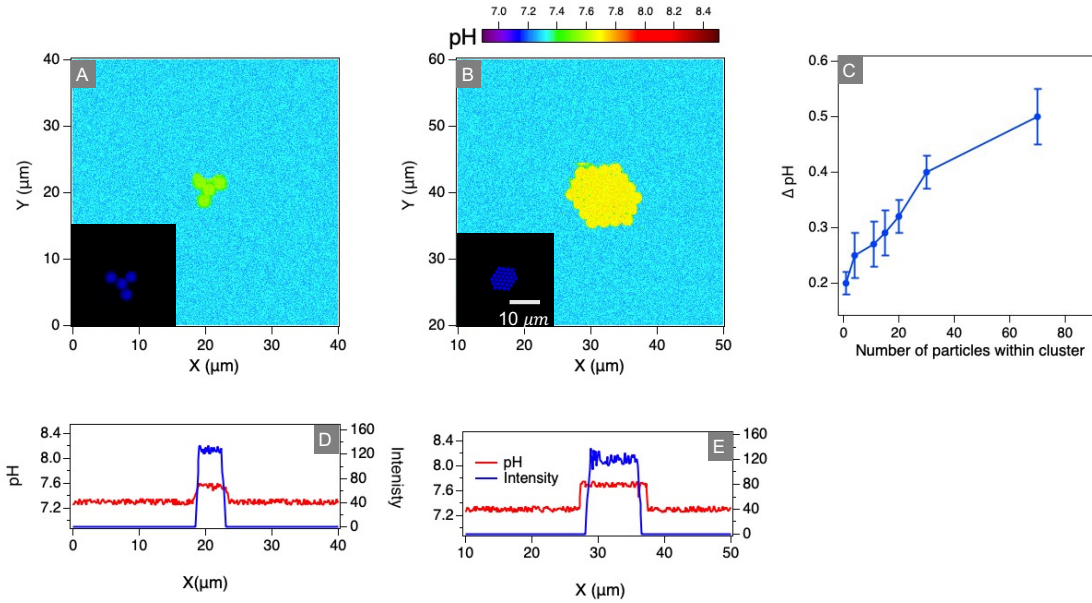 7.0 7.2 7.4 7.6 7.8 8.0 8.2 8.4
pH
A
40
30
20
10
0
Y (µm)
0 10 20 30 40
X (µm)
B
60
50
40
30
20
Y (µm)
10 µm
10 20 30 40 50
X (µm)
C
0.6
0.5
0.4
0.3
0.2
Δ pH
0 20 40 60 80
Number of particles within cluster
D
8.4
8.0
7.6
7.2
pH
160
120
80
40
0
Intenisty
0 10 20 30 40
X(µm)
E
8.4
8.0
7.6
7.2
pH
Intensity
160
120
80
40
0
10 20 30 40 50
X (µm)